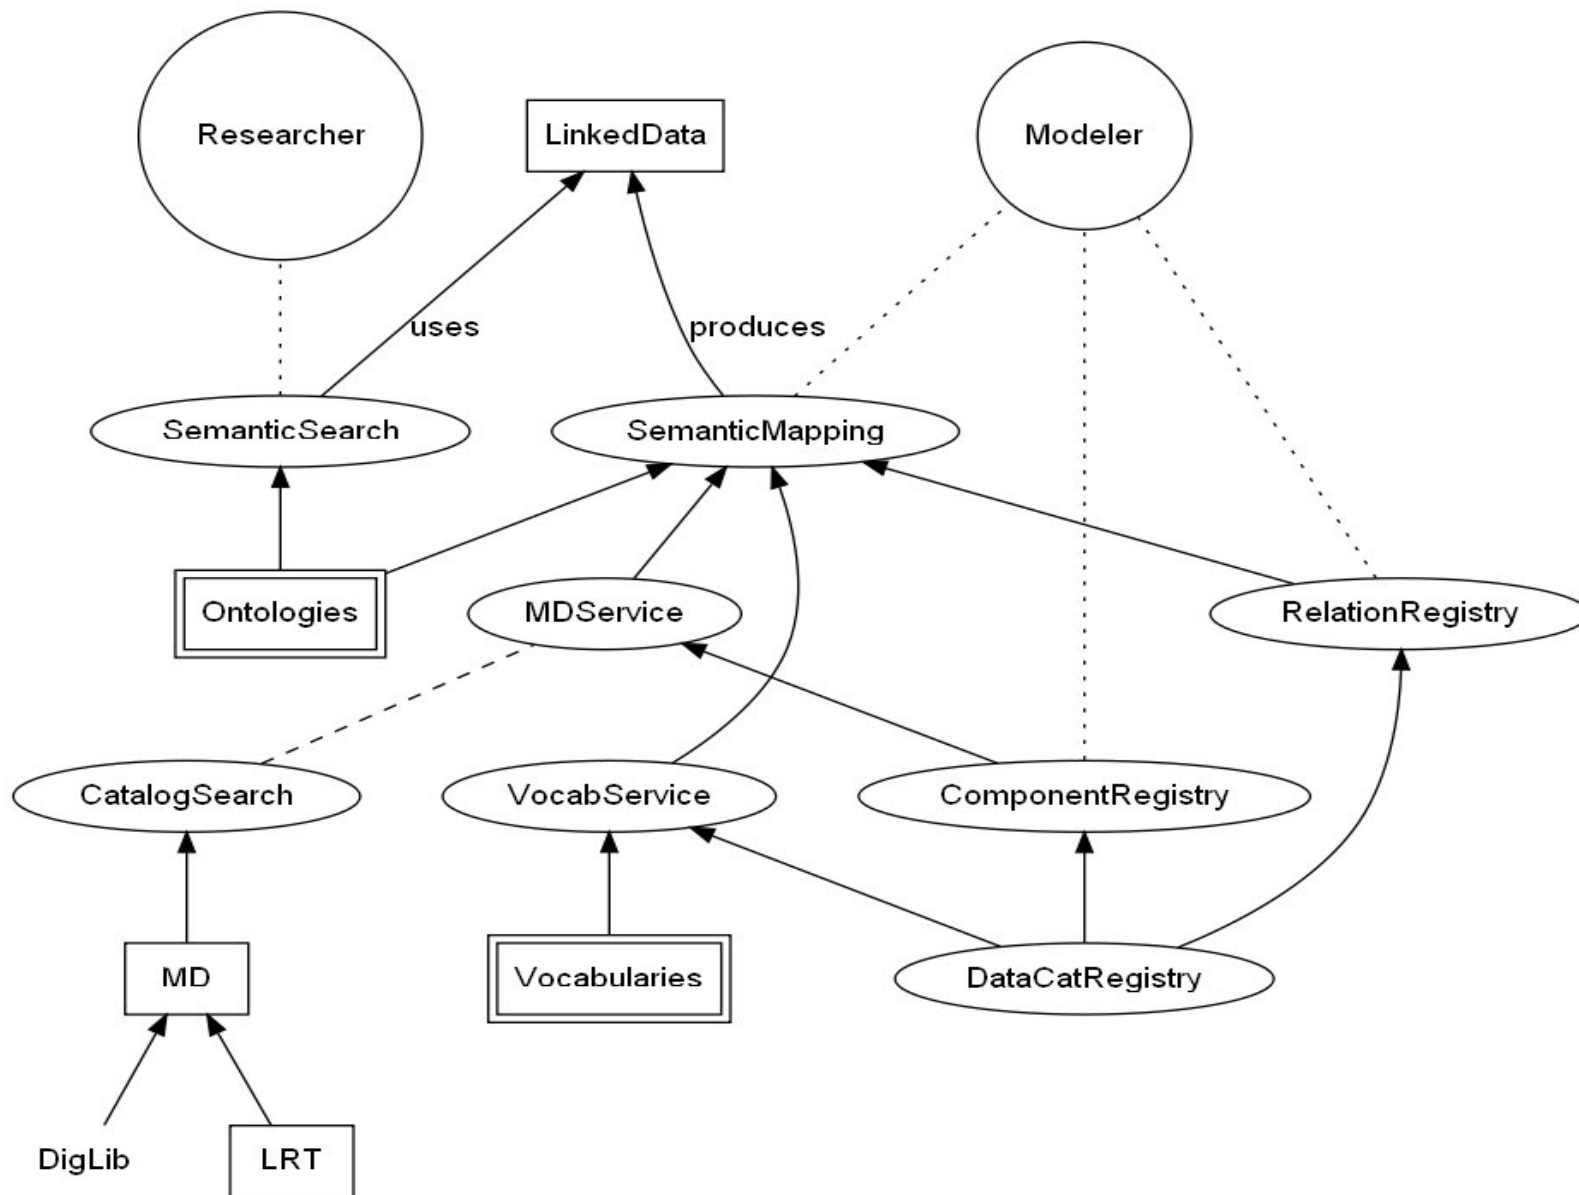 Researcher
LinkedData
Modeler
uses
produces
SemanticSearch
SemanticMapping
Ontologies
MDService
RelationRegistry
CatalogSearch
VocabService
ComponentRegistry
MD
Vocabularies
DataCatRegistry
DigLib
LRT